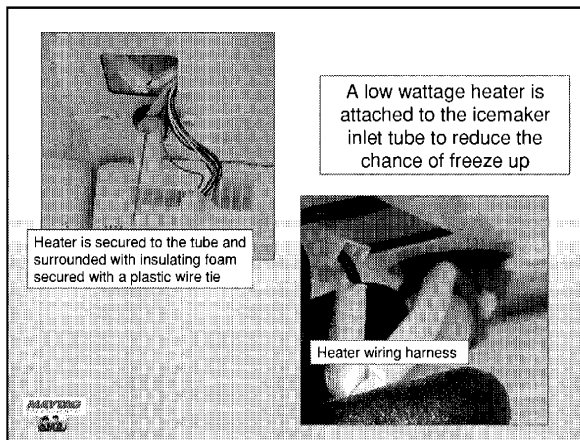 A low wattage heater is
attached to the icemaker
inlet tube to reduce the
chance of freeze up
Heater is secured to the tube and
surrounded with insulating foam
secured with a plastic wire tie
Heater wiring harness
MAYTAG